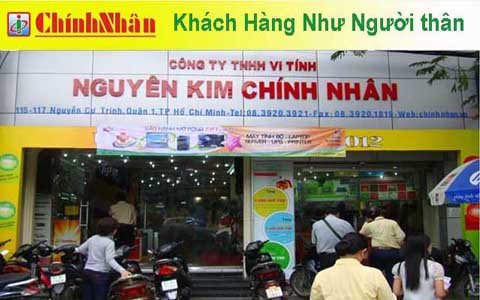 ChínhNhân Khách Hàng Như Người thân
CÔNG TY TNHH VI TÍNH
NGUYÊN KIM CHÍNH NHÂN
115-117 Nguyễn Cư Trinh, Quận 1, TP Hồ Chí Minh-Tel:08.3920.3921-Fax:08.3920.1819-Web:chinhnhan.vn
MÁY TÍNH BỘ - LAPTOP
SERVER - UPS - PRINTER
2012